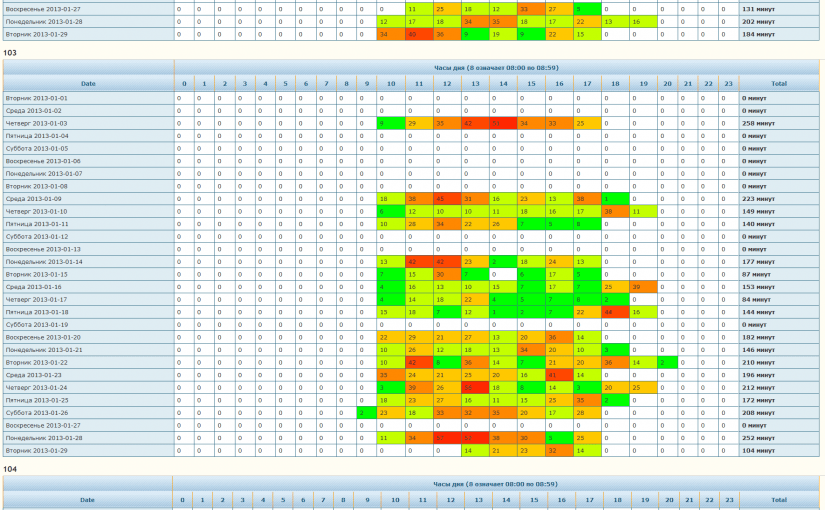 Воскресенье 2013-01-27 0 0 0 0 0 0 0 0 0 0 0 11 25 18 12 33 27 5 0 0 0 0 0 0 131 минут
Понедельник 2013-01-28 0 0 0 0 0 0 0 0 0 0 12 17 18 34 35 18 17 22 13 16 0 0 0 0 202 минут
Вторник 2013-01-29 0 0 0 0 0 0 0 0 0 0 34 40 36 9 19 9 22 15 0 0 0 0 0 0 184 минут
103
Часы дня (8 означает 08:00 по 08:59)
Date 0 1 2 3 4 5 6 7 8 9 10 11 12 13 14 15 16 17 18 19 20 21 22 23 Total
Вторник 2013-01-01 0 0 0 0 0 0 0 0 0 0 0 0 0 0 0 0 0 0 0 0 0 0 0 0 0 минут
Среда 2013-01-02 0 0 0 0 0 0 0 0 0 0 0 0 0 0 0 0 0 0 0 0 0 0 0 0 0 минут
Четверг 2013-01-03 0 0 0 0 0 0 0 0 0 0 9 29 35 42 34 33 25 0 0 0 0 0 0 258 минут
Пятница 2013-01-04 0 0 0 0 0 0 0 0 0 0 0 0 0 0 0 0 0 0 0 0 0 0 0 0 0 минут
Суббота 2013-01-05 0 0 0 0 0 0 0 0 0 0 0 0 0 0 0 0 0 0 0 0 0 0 0 0 0 минут
Воскресенье 2013-01-06 0 0 0 0 0 0 0 0 0 0 0 0 0 0 0 0 0 0 0 0 0 0 0 0 0 минут
Понедельник 2013-01-07 0 0 0 0 0 0 0 0 0 0 0 0 0 0 0 0 0 0 0 0 0 0 0 0 0 минут
Вторник 2013-01-08 0 0 0 0 0 0 0 0 0 0 0 0 0 0 0 0 0 0 0 0 0 0 0 0 0 минут
Среда 2013-01-09 0 0 0 0 0 0 0 0 0 0 18 38 45 31 16 23 13 38 1 0 0 0 0 0 223 минут
Четверг 2013-01-10 0 0 0 0 0 0 0 0 0 0 6 12 10 10 11 18 16 17 38 11 0 0 0 0 149 минут
Пятница 2013-01-11 0 0 0 0 0 0 0 0 0 0 10 28 34 22 26 7 5 8 0 0 0 0 0 0 140 минут
Суббота 2013-01-12 0 0 0 0 0 0 0 0 0 0 0 0 0 0 0 0 0 0 0 0 0 0 0 0 0 минут
Воскресенье 2013-01-13 0 0 0 0 0 0 0 0 0 0 0 0 0 0 0 0 0 0 0 0 0 0 0 0 0 минут
Понедельник 2013-01-14 0 0 0 0 0 0 0 0 0 0 13 42 42 23 2 18 24 13 0 0 0 0 0 0 177 минут
Вторник 2013-01-15 0 0 0 0 0 0 0 0 0 0 7 15 30 7 0 6 17 5 0 0 0 0 0 0 87 минут
Среда 2013-01-16 0 0 0 0 0 0 0 0 0 0 4 16 13 10 15 7 17 7 25 39 0 0 0 0 153 минут
Четверг 2013-01-17 0 0 0 0 0 0 0 0 0 0 4 14 18 22 4 5 7 8 2 0 0 0 0 0 84 минут
Пятница 2013-01-18 0 0 0 0 0 0 0 0 0 0 15 18 7 12 1 2 7 22 44 16 0 0 0 0 144 минут
Суббота 2013-01-19 0 0 0 0 0 0 0 0 0 0 0 0 0 0 0 0 0 0 0 0 0 0 0 0 0 минут
Воскресенье 2013-01-20 0 0 0 0 0 0 0 0 0 0 22 29 21 27 13 20 36 14 0 0 0 0 0 0 182 минут
Понедельник 2013-01-21 0 0 0 0 0 0 0 0 0 0 10 26 12 18 13 54 20 10 3 0 0 0 0 0 146 минут
Вторник 2013-01-22 0 0 0 0 0 0 0 0 0 0 10 42 8 36 14 7 21 20 36 14 2 0 0 0 210 минут
Среда 2013-01-23 0 0 0 0 0 0 0 0 0 0 35 24 21 25 20 16 41 14 0 0 0 0 0 0 196 минут
Четверг 2013-01-24 0 0 0 0 0 0 0 0 0 0 3 39 26 18 8 14 3 20 25 0 0 0 0 212 минут
Пятница 2013-01-25 0 0 0 0 0 0 0 0 0 0 18 23 27 16 11 15 25 35 2 0 0 0 0 0 172 минут
Суббота 2013-01-26 0 0 0 0 0 0 0 0 0 2 23 18 33 32 35 20 17 28 0 0 0 0 0 0 208 минут
Воскресенье 2013-01-27 0 0 0 0 0 0 0 0 0 0 0 0 0 0 0 0 0 0 0 0 0 0 0 0 0 минут
Понедельник 2013-01-28 0 0 0 0 0 0 0 0 0 0 11 34 38 30 5 25 0 0 0 0 0 0 252 минут
Вторник 2013-01-29 0 0 0 0 0 0 0 0 0 0 0 0 0 14 21 23 32 14 0 0 0 0 0 0 104 минут
104
Часы дня (8 означает 08:00 по 08:59)
Date 0 1 2 3 4 5 6 7 8 9 10 11 12 13 14 15 16 17 18 19 20 21 22 23 Total